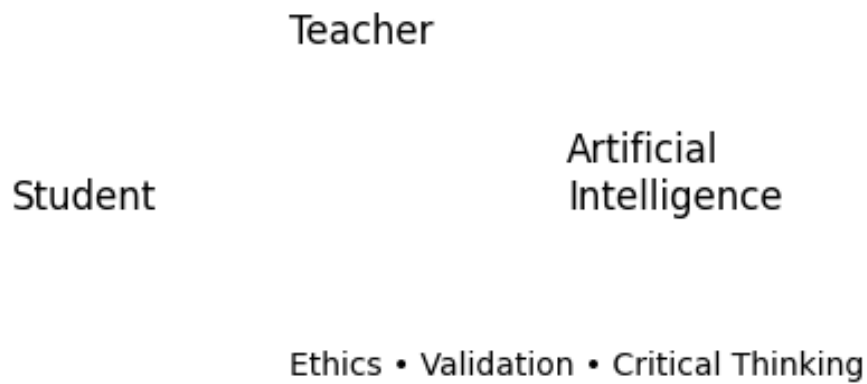 Teacher
Student
Artificial
Intelligence
Ethics • Validation • Critical Thinking